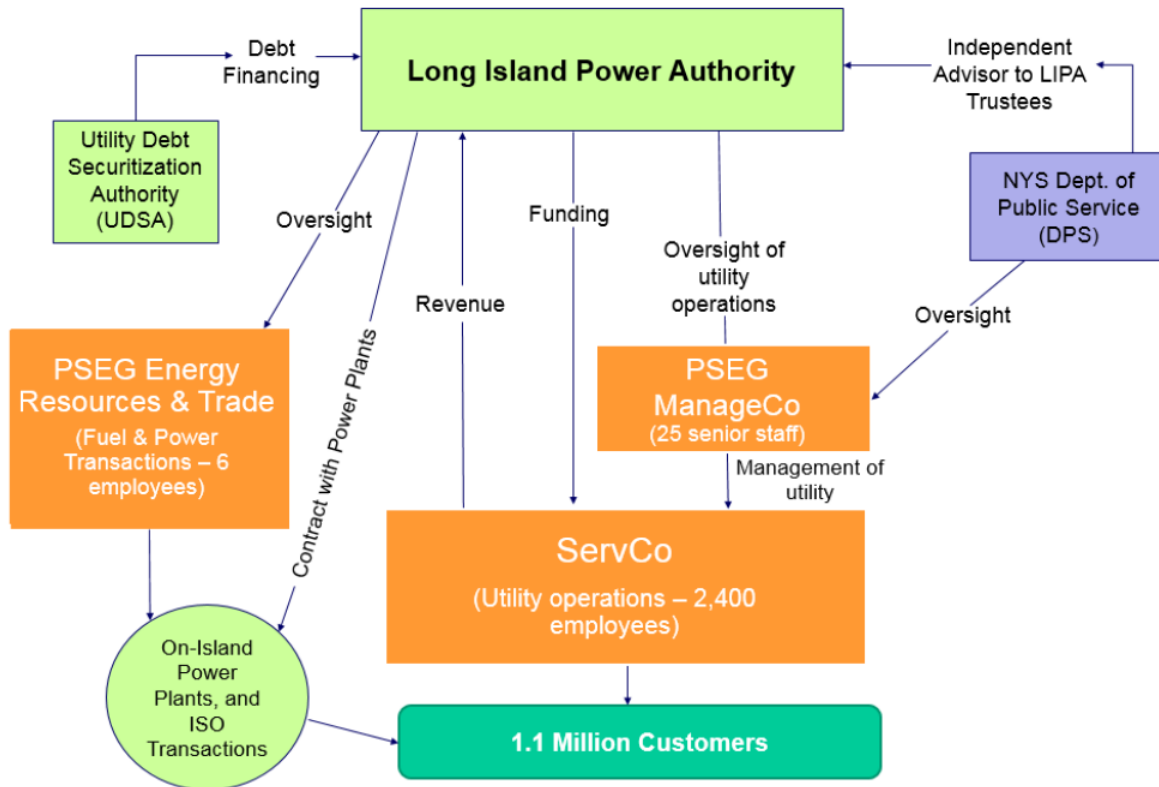 Debt
Financing
Long Island Power Authority
Independent
Advisor to LIPA
Trustees
Utility Debt
Securitization
Authority
(UDSA)
NYS Dept. of
Public Service
(DPS)
Oversight
Funding
Oversight of
utility
operations
Revenue
Oversight
Contract with Power Plants
PSEG Energy
Resources & Trade
(Fuel & Power
Transactions – 6
employees)
PSEG
ManageCo
(25 senior staff)
Management of
utility
ServCo
(Utility operations – 2,400
employees)
On-Island
Power
Plants, and
ISO
Transactions
1.1 Million Customers